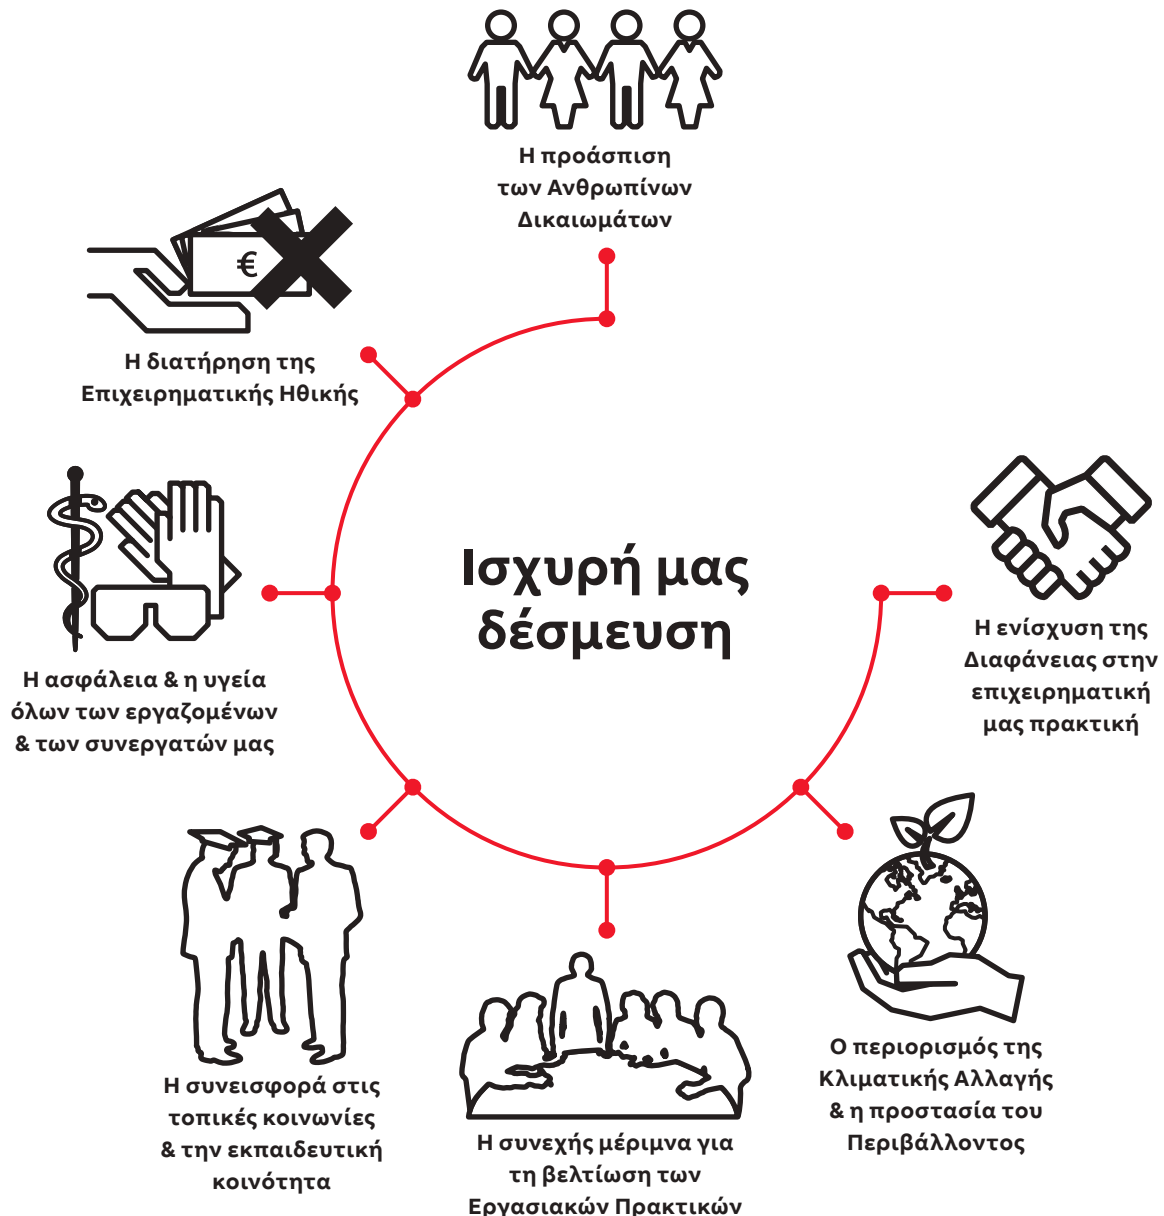 Η προάσπιση
των Ανθρωπίνων
Δικαιωμάτων
€
Η διατήρηση της
Επιχειρηματικής Ηθικής
Ισχυρή μας
δέσμευση
Η ενίσχυση της
Διαφάνειας στην
επιχειρηματική
μας πρακτική
Η ασφάλεια & η υγεία
όλων των εργαζομένων
& των συνεργατών μας
Ο περιορισμός της
Κλιματικής Αλλαγής
& η προστασία του
Περιβάλλοντος
Η συνεισφορά στις
τοπικές κοινωνίες
& την εκπαιδευτική
κοινότητα
Η συνεχής μέριμνα για
τη βελτίωση των
Εργασιακών Πρακτικών